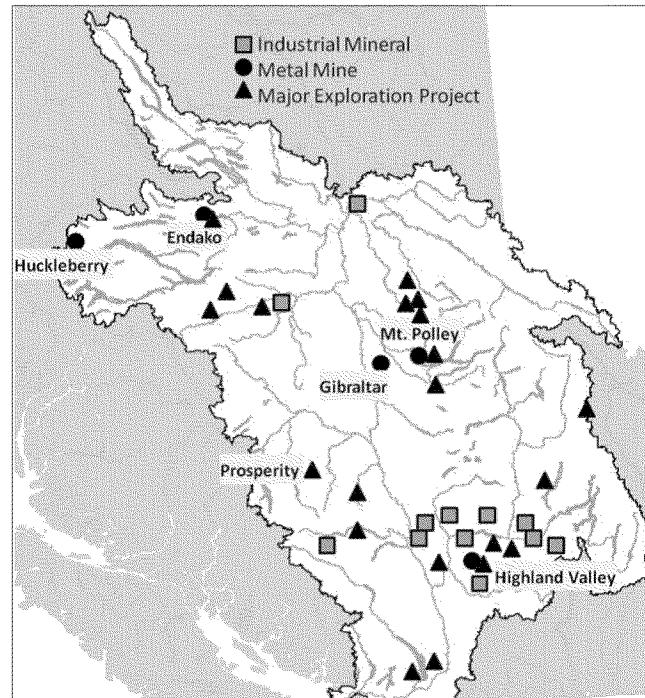 Industrial Mineral
Metal Mine
Major Exploration Project
Endako
Huckleberry
Mt. Polley
Gibraltar
Prosperity
Highland Valley